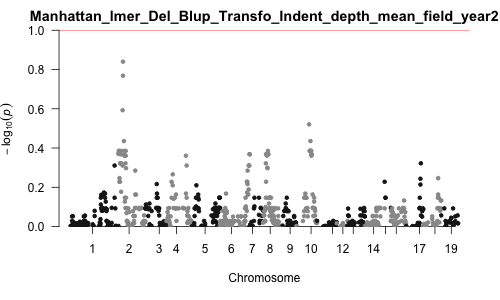 Manhattan_lmer_Del_Blup_Transfo_Indent_depth_mean_field_year2
1.0
0.8
0.6
0.4
0.2
0.0
− log10(p)
1 2 3 4 5 6 7 8 9 10 12 14 17 19
Chromosome